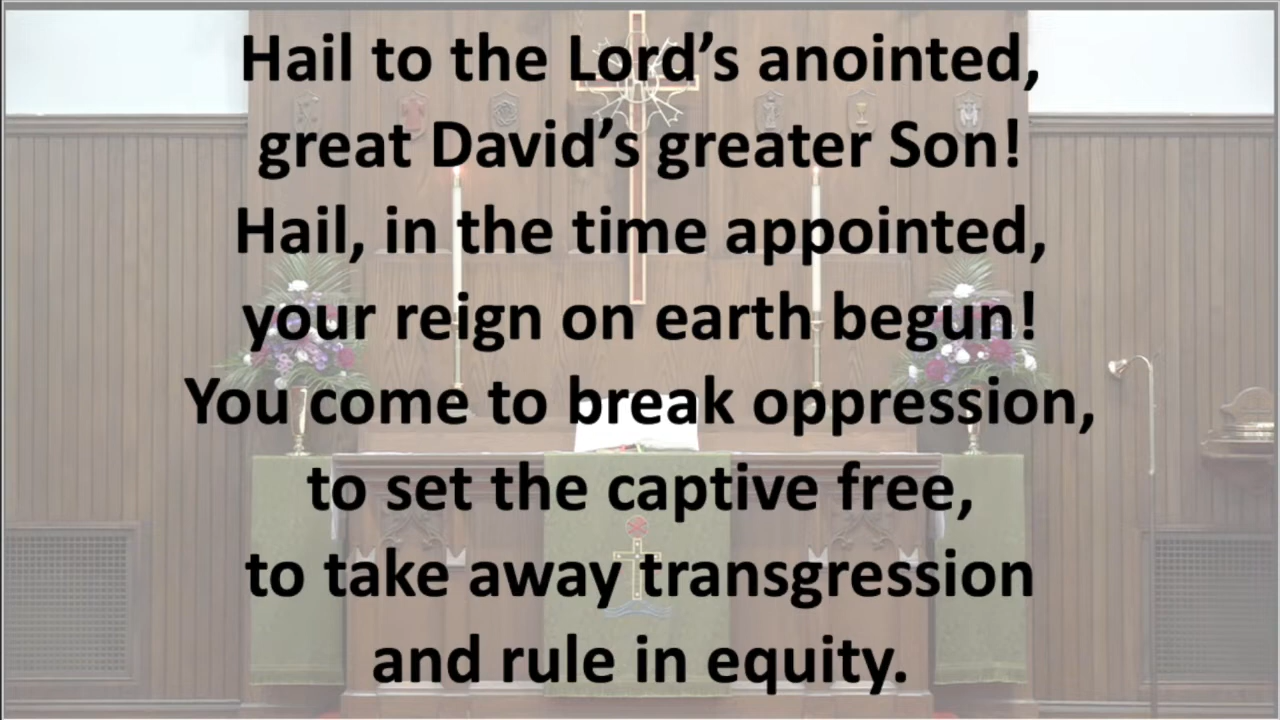 Hail to the Lord’s anointed,
great David’s greater Son!
Hail, in the time appointed,
your reign on earth begun!
You come to break oppression,
to set the captive free,
to take away transgression
and rule in equity.